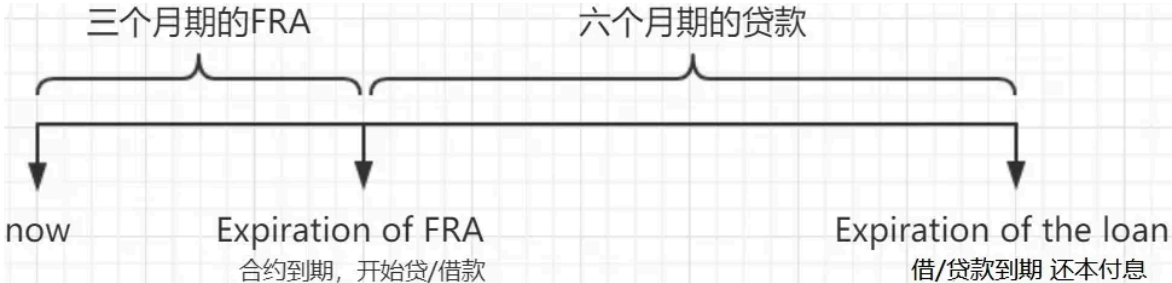 三个月期的FRA
六个月期的贷款
now
Expiration of FRA
Expiration of the loan
合约到期，开始贷/借款
借/贷款到期 还本付息